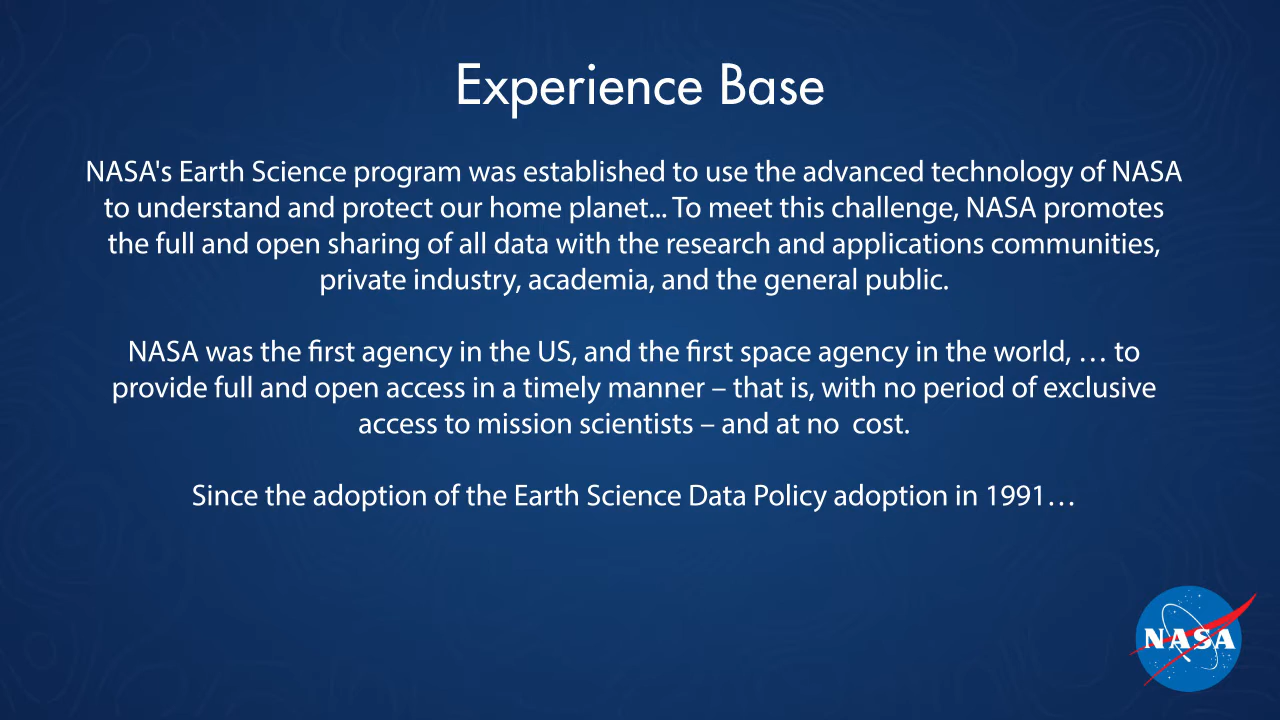 Experience Base
NASA's Earth Science program was established to use the advanced technology of NASA
to understand and protect our home planet... To meet this challenge, NASA promotes
the full and open sharing of all data with the research and applications communities,
private industry, academia, and the general public.
NASA was the first agency in the US, and the first space agency in the world, … to
provide full and open access in a timely manner – that is, with no period of exclusive
access to mission scientists – and at no  cost.
Since the adoption of the Earth Science Data Policy adoption in 1991…
NASA